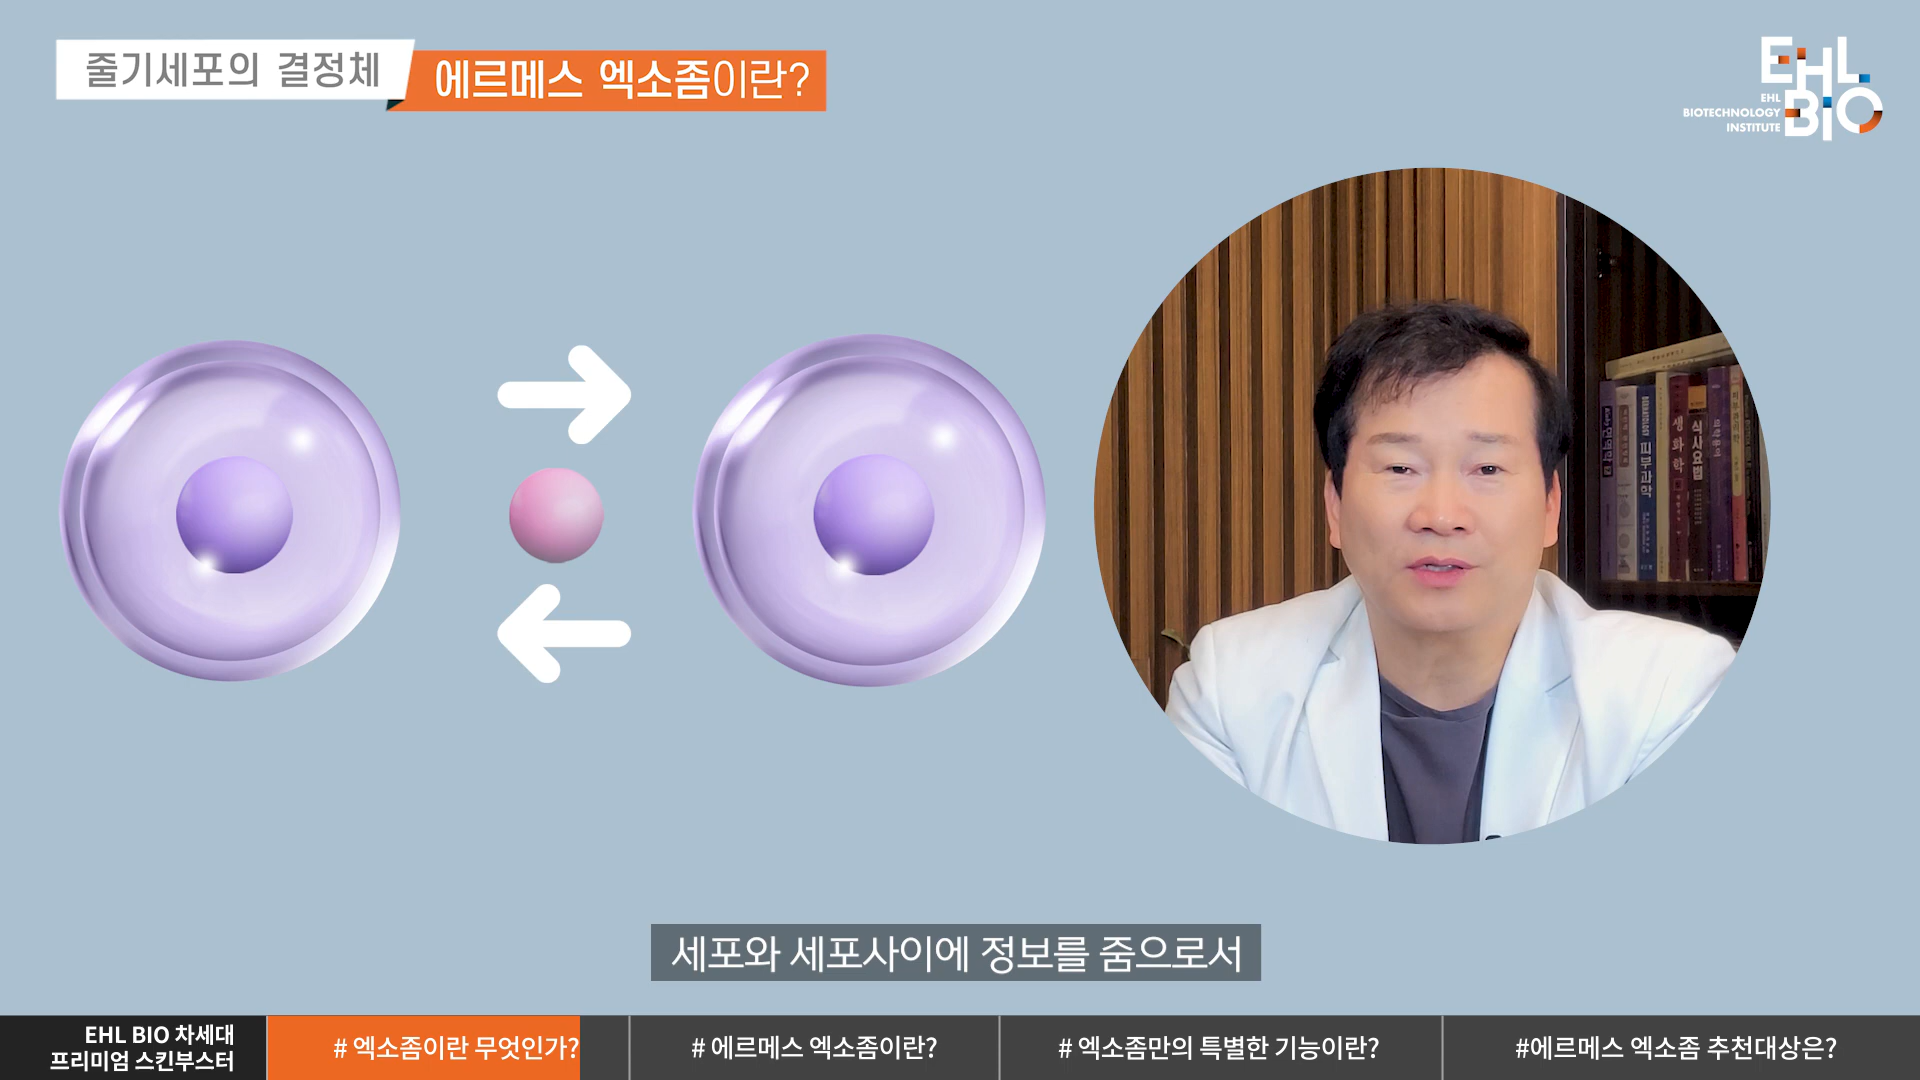 줄기세포의 결정체
에르메스 엑소좀이란?
EHL
BIO
EHL
BIOTECHNOLOGY
INSTITUTE
피부과학
생화학
식사요법
세포와 세포사이에 정보를 줌으로서
EHL BIO 차세대
프리미엄 스킨부스터
# 엑소좀이란 무엇인가?
# 에르메스 엑소좀이란?
# 엑소좀만의 특별한 기능이란?
#에르메스 엑소좀 추천대상은?